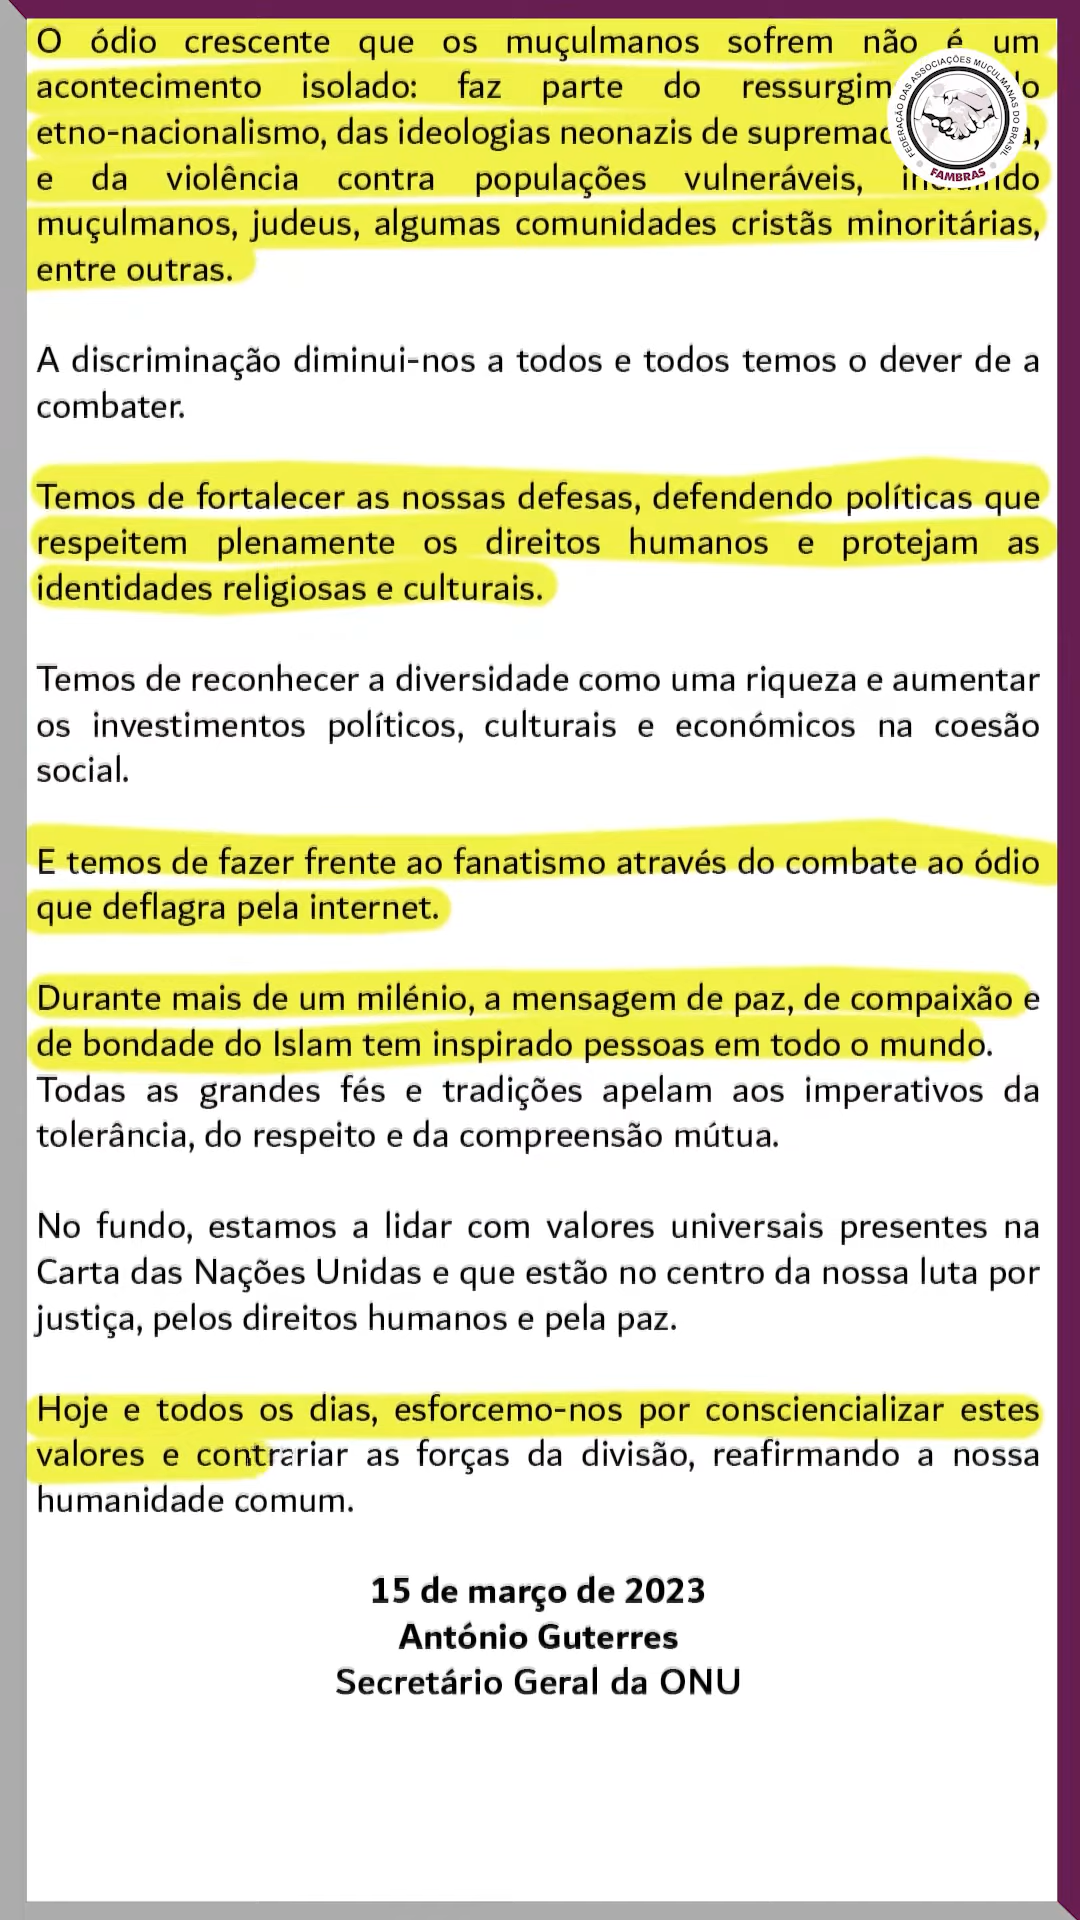 O ódio crescente que os muçulmanos sofrem não é um
acontecimento isolado: faz parte do
etno-nacionalismo, das ideologias neonazis de
e da violência contra populações vulneráveis,
muçulmanos, judeus, algumas comunidades cristãs minoritárias,
entre outras.
FEDERAÇÃO DAS ASSOCIAÇÕES MUÇULMANAS DO BRASIL
FAMBRAS
A discriminação diminui-nos a todos e todos temos o dever de a
combater.
Temos de fortalecer as nossas defesas, defendendo políticas que
respeitem plenamente os direitos humanos e protejam as
identidades religiosas e culturais.
Temos de reconhecer a diversidade como uma riqueza e aumentar
os investimentos políticos, culturais e económicos na coesão
social.
E temos de fazer frente ao fanatismo através do combate ao ódio
que deflagra pela internet.
Durante mais de um milénio, a mensagem de paz, de compaixão e
de bondade do Islam tem inspirado pessoas em todo o mundo.
Todas as grandes fés e tradições apelam aos imperativos da
tolerância, do respeito e da compreensão mútua.
No fundo, estamos a lidar com valores universais presentes na
Carta das Nações Unidas e que estão no centro da nossa luta por
justiça, pelos direitos humanos e pela paz.
Hoje e todos os dias, esforcemo-nos por consciencializar estes
valores e contrariar as forças da divisão, reafirmando a nossa
humanidade comum.
15 de março de 2023
António Guterres
Secretário Geral da ONU